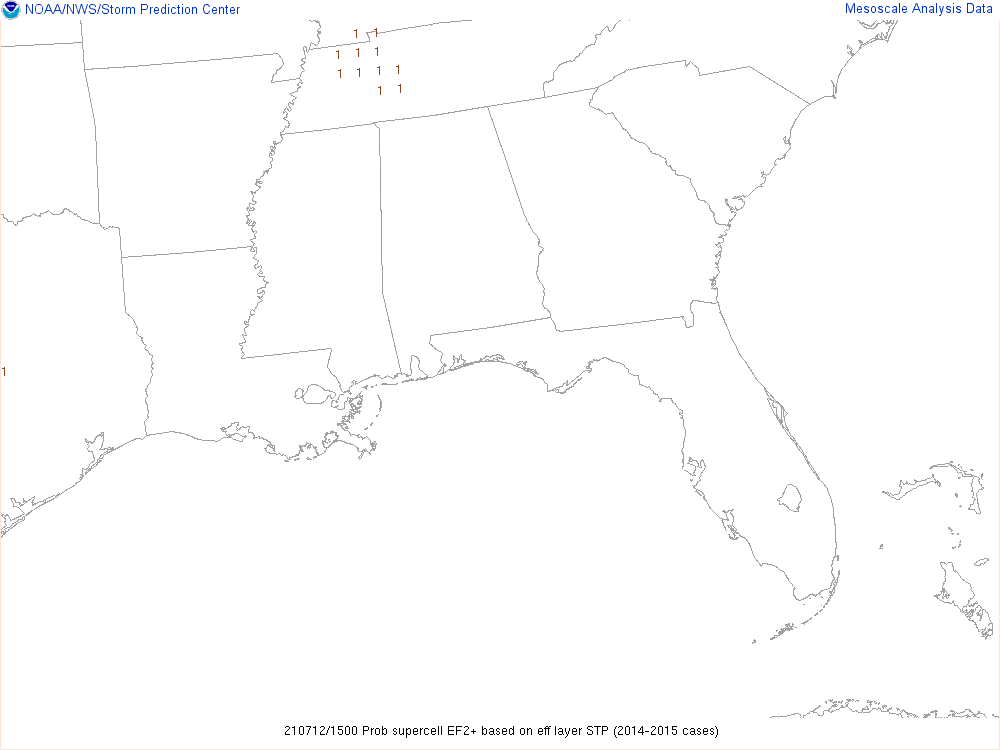 NOAA/NWS/Storm Prediction Center
Mesoscale Analysis Data
1 1
1 1 1
1 1 1 1
1 1
1
210712/1500 Prob supercell EF2+ based on eff layer STP (2014-2015 cases)